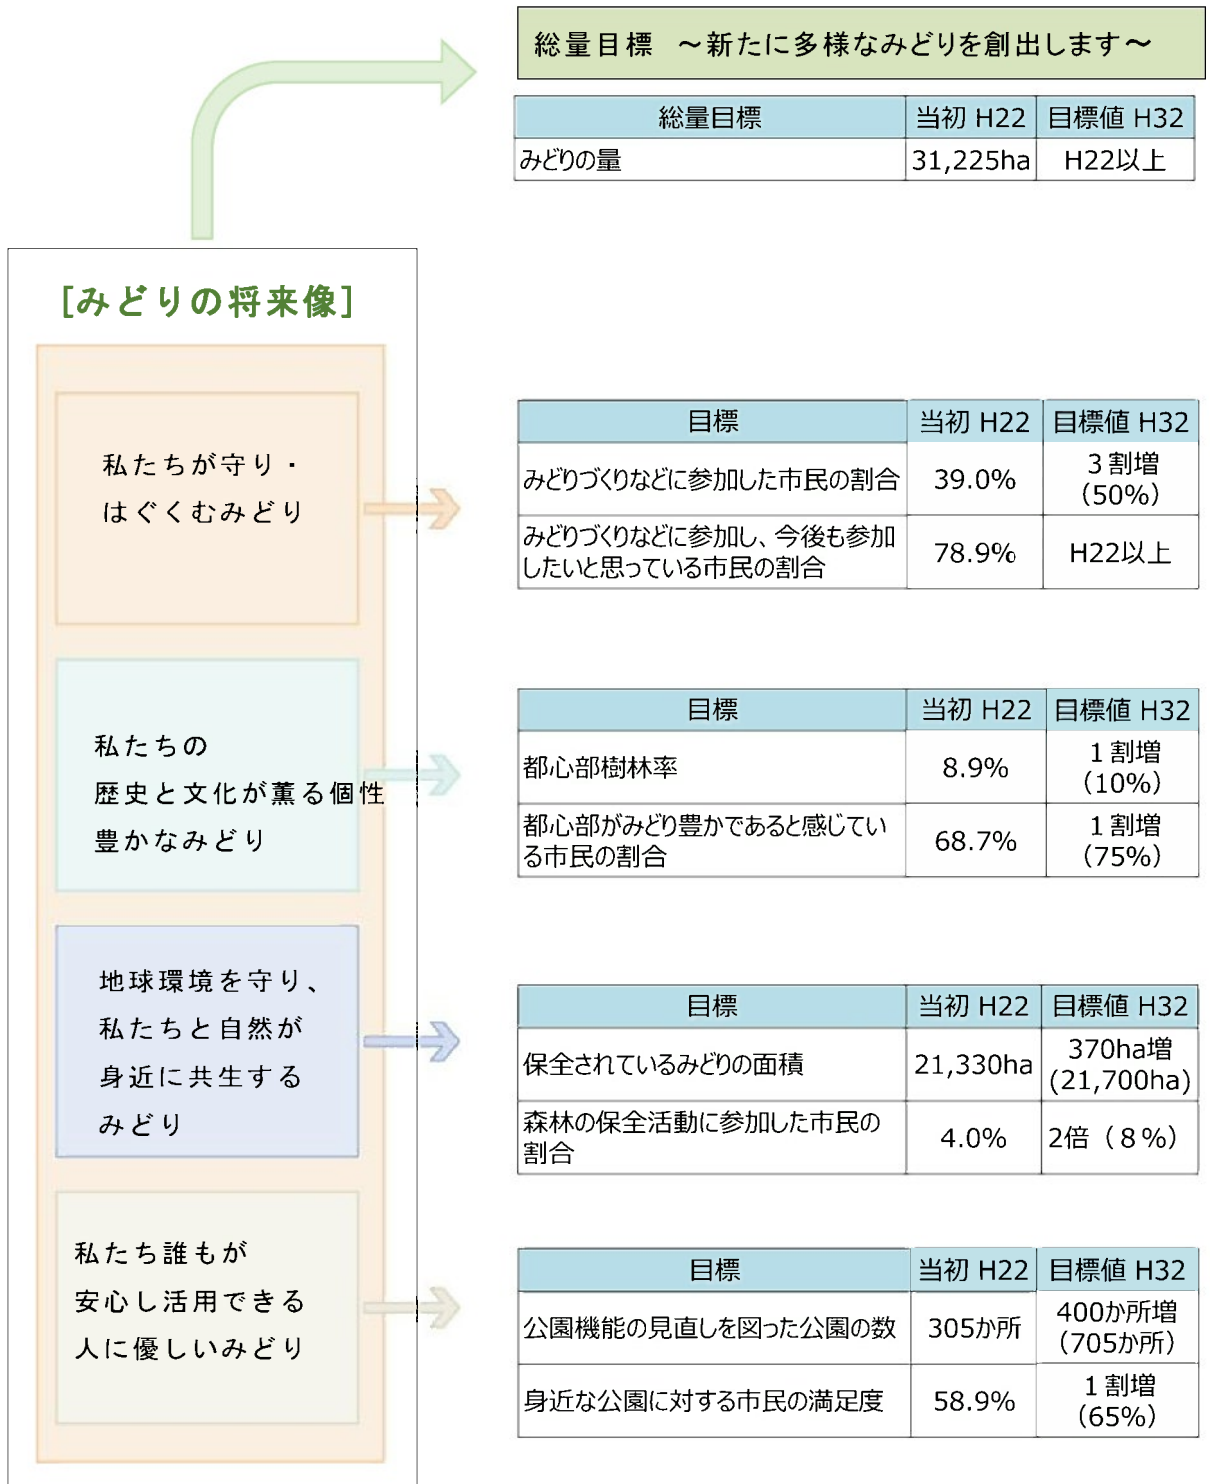 総量目標 ～新たに多様なみどりを創出します～
総量目標 当初 H22 目標値 H32
みどりの量 31,225ha H22以上
[みどりの将来像]
私たちが守り・
はぐくむみどり
目標 当初 H22 目標値 H32
みどりづくりなどに参加した市民の割合 39.0% 3割増
(50%)
みどりづくりなどに参加し、今後も参加
したいと思っている市民の割合 78.9% H22以上
私たちの
歴史と文化が薫る個性
豊かなみどり
目標 当初 H22 目標値 H32
都心部樹林率 8.9% 1割増
(10%)
都心部がみどり豊かであると感じてい
る市民の割合 68.7% 1割増
(75%)
地球環境を守り、
私たちと自然が
身近に共生する
みどり
目標 当初 H22 目標値 H32
保全されているみどりの面積 21,330ha 370ha増
(21,700ha)
森林の保全活動に参加した市民の
割合 4.0% 2倍（8%）
私たち誰もが
安心し活用できる
人に優しいみどり
目標 当初 H22 目標値 H32
公園機能の見直しを図った公園の数 305か所 400か所増
(705か所)
身近な公園に対する市民の満足度 58.9% 1割増
(65%)